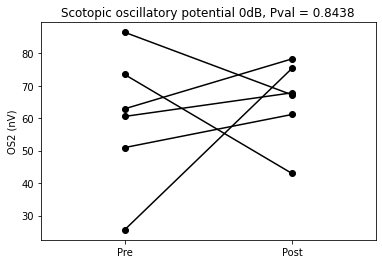 Scotopic oscillatory potential 0dB, Pval = 0.8438
OS2 (nV)
80
70
60
50
40
30
Pre
Post